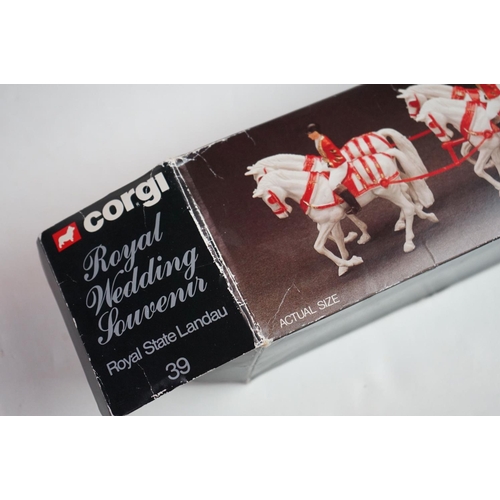 corgi
Royal
Wedding
Souvenir
Royal State Landau
39
ACTUAL SIZE